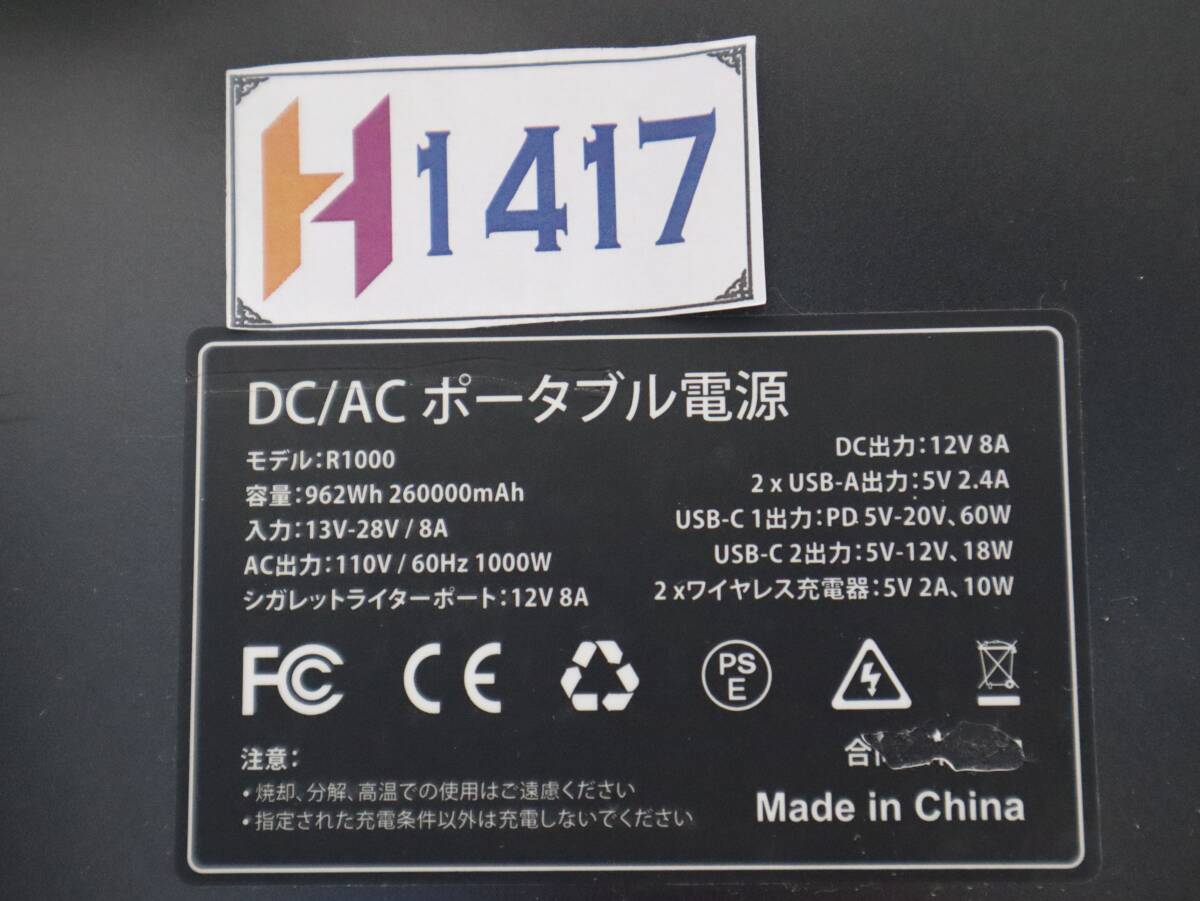 H1417
DC/AC ポータブル電源
モデル:R1000
容量:962Wh 260000mAh
入力:13V-28V / 8A
AC出力:110V / 60Hz 1000W
シガレットライターポート:12V 8A
DC出力:12V 8A
2 x USB-A出力:5V 2.4A
USB-C 1出力:PD 5V-20V、60W
USB-C 2出力:5V-12V、18W
2 xワイヤレス充電器:5V 2A、10W
FC CE PSE
注意:
・焼却、分解、高温での使用はご遠慮ください
・指定された充電条件以外は充電しないでください
合
Made in China